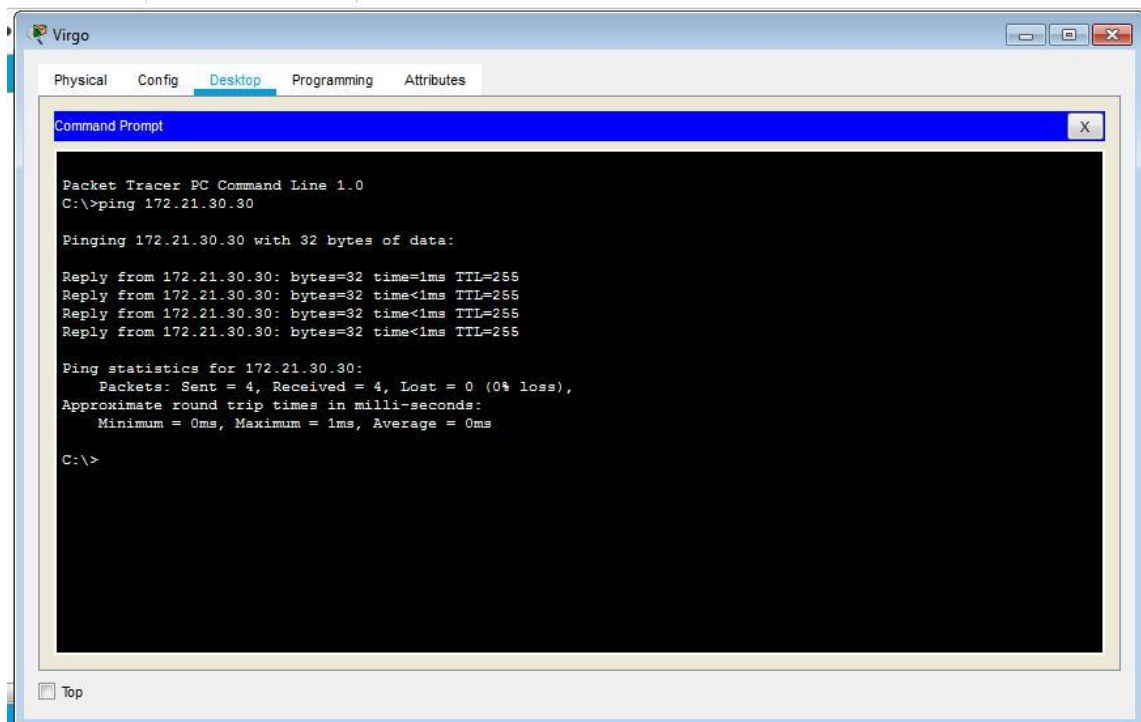 Virgo
Physical Config Desktop Programming Attributes
Command Prompt X
Packet Tracer PC Command Line 1.0
C:\>ping 172.21.30.30
Pinging 172.21.30.30 with 32 bytes of data:
Reply from 172.21.30.30: bytes=32 time=1ms TTL=255
Reply from 172.21.30.30: bytes=32 time<1ms TTL=255
Reply from 172.21.30.30: bytes=32 time<1ms TTL=255
Reply from 172.21.30.30: bytes=32 time<1ms TTL=255
Ping statistics for 172.21.30.30:
Packets: Sent = 4, Received = 4, Lost = 0 (0% loss),
Approximate round trip times in milli-seconds:
Minimum = 0ms, Maximum = 1ms, Average = 0ms
C:\>
Top